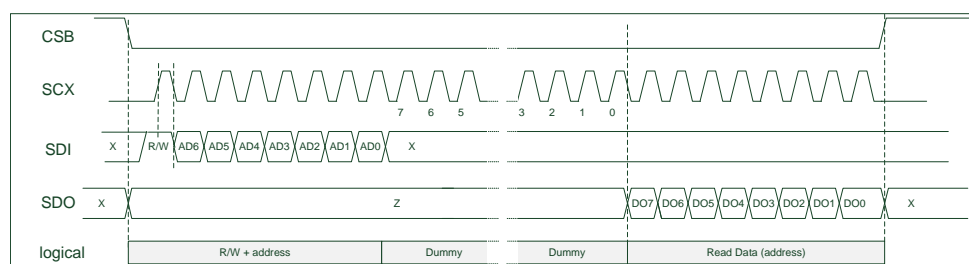 CSB
SCX
7 6 5 3 2 1 0
SDI X R/W AD6 AD5 AD4 AD3 AD2 AD1 AD0 X
SDO X Z DO7 DO6 DO5 DO4 DO3 DO2 DO1 DO0 X
logical R/W + address Dummy Dummy Read Data (address)